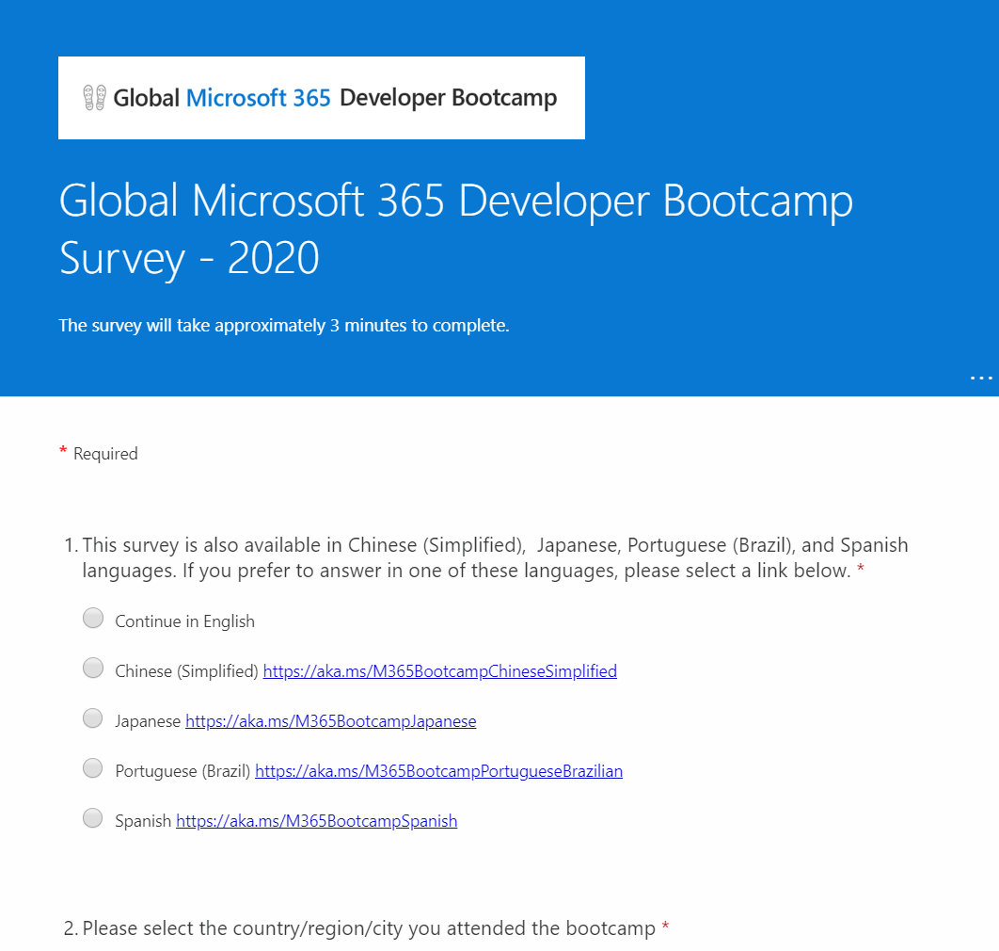 Global Microsoft 365 Developer Bootcamp
Global Microsoft 365 Developer Bootcamp
Survey - 2020
The survey will take approximately 3 minutes to complete.
...
* Required
1. This survey is also available in Chinese (Simplified),  Japanese, Portuguese (Brazil), and Spanish
languages. If you prefer to answer in one of these languages, please select a link below. *
Continue in English
Chinese (Simplified) https://aka.ms/M365BootcampChineseSimplified
Japanese https://aka.ms/M365BootcampJapanese
Portuguese (Brazil) https://aka.ms/M365BootcampPortugueseBrazilian
Spanish https://aka.ms/M365BootcampSpanish
2. Please select the country/region/city you attended the bootcamp *